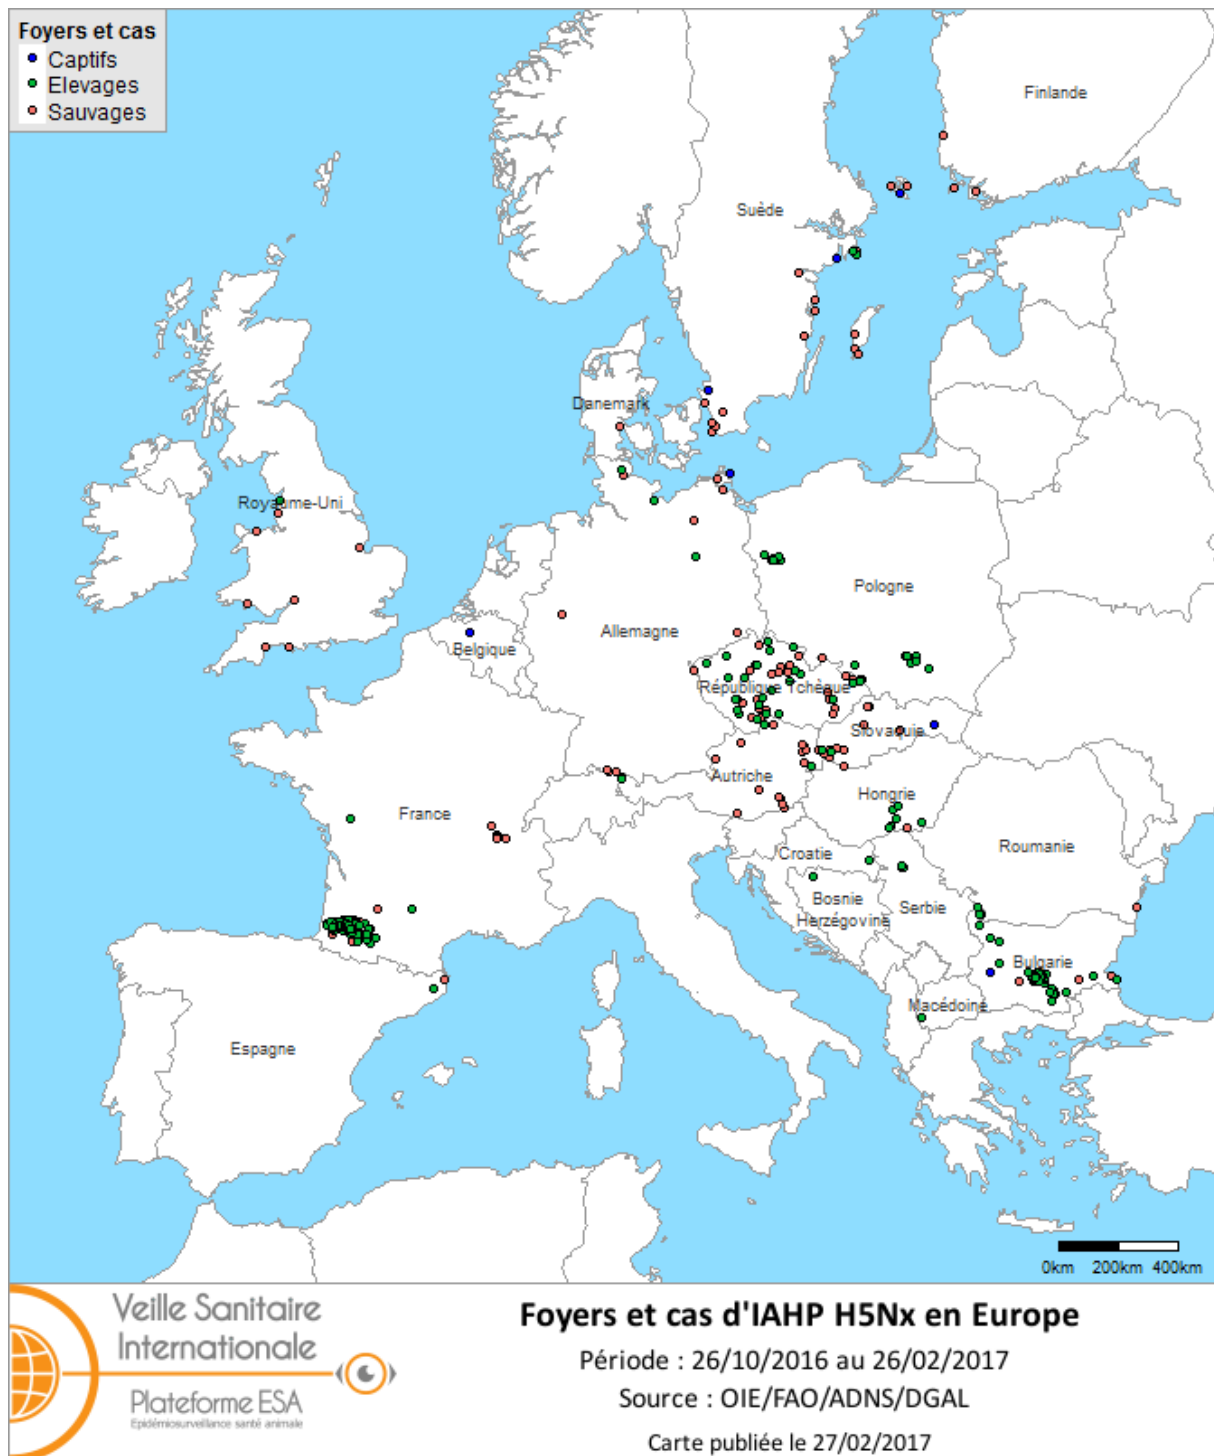 Foyers et cas
Captifs
Elevages
Sauvages
Finlande
Suède
Danemark
Royaume-Uni
Pologne
Allemagne
Belgique
République Tchèque
Slovaquie
Autriche
Hongrie
France
Roumanie
Croatie
Bosnie
Herzégovine
Serbie
Bulgarie
Macédoine
Espagne
0km 200km 400km
Veille Sanitaire
Internationale
Plateforme ESA
Epidémiosurveillance santé animale
Foyers et cas d'IAHP H5Nx en Europe
Période : 26/10/2016 au 26/02/2017
Source : OIE/FAO/ADNS/DGAL
Carte publiée le 27/02/2017